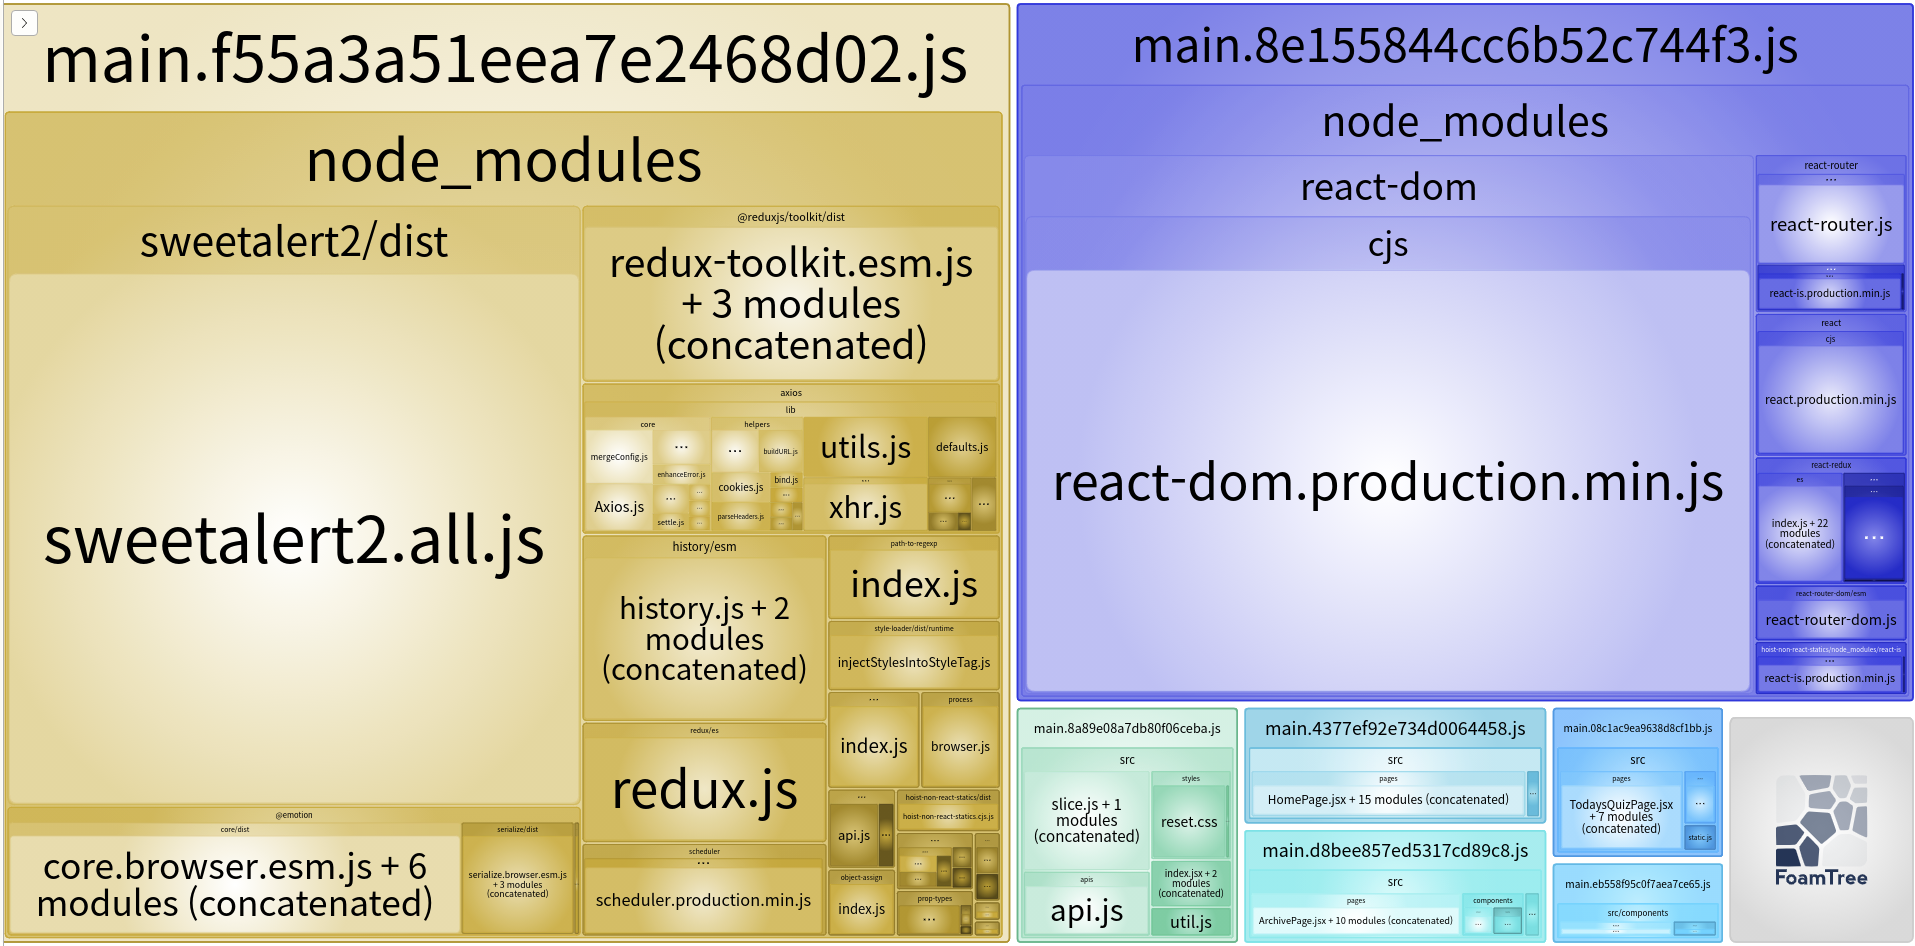 main.f55a3a51eea7e2468d02.js
node_modules
sweetalert2/dist
sweetalert2.all.js
@emotion
core/dist
core.browser.esm.js + 6
modules (concatenated)
serialize/dist
serialize.browser.esm.js
+ 3 modules
(concatenated)
@reduxjs/toolkit/dist
redux-toolkit.esm.js
+ 3 modules
(concatenated)
axios
lib
core
mergeConfig.js
...
enhanceError.js
Axios.js
...
...
...
settle.js
...
helpers
...
buildURL.js
cookies.js
bind.js
...
parseHeaders.js
...
...
utils.js
defaults.js
...
xhr.js
...
...
...
history/esm
history.js + 2
modules
(concatenated)
path-to-regexp
index.js
style-loader/dist/runtime
injectStylesIntoStyleTag.js
...
index.js
process
browser.js
redux/es
redux.js
scheduler
...
scheduler.production.min.js
...
api.js
...
hoist-non-react-statics/dist
hoist-non-react-statics.cjs.js
object-assign
index.js
prop-types
...
main.8e155844cc6b52c744f3.js
node_modules
react-dom
cjs
react-dom.production.min.js
react-router
...
react-router.js
...
...
react-is.production.min.js
react
cjs
react.production.min.js
react-redux
es
index.js + 22
modules
(concatenated)
...
...
...
react-router-dom/esm
react-router-dom.js
hoist-non-react-statics/node_modules/react-is
...
react-is.production.min.js
main.8a89e08a7db80f06ceba.js
src
slice.js + 1
modules
(concatenated)
styles
reset.css
apis
api.js
index.jsx + 2
modules
(concatenated)
util.js
main.4377ef92e734d0064458.js
src
pages
HomePage.jsx + 15 modules (concatenated)
...
main.d8bee857ed5317cd89c8.js
src
pages
ArchivePage.jsx + 10 modules (concatenated)
components
...
...
...
main.08c1ac9ea9638d8cf1bb.js
src
pages
TodaysQuizPage.jsx
+ 7 modules
(concatenated)
...
...
static.js
main.eb558f95c0f7aea7ce65.js
src/components
...
...
FoamTree